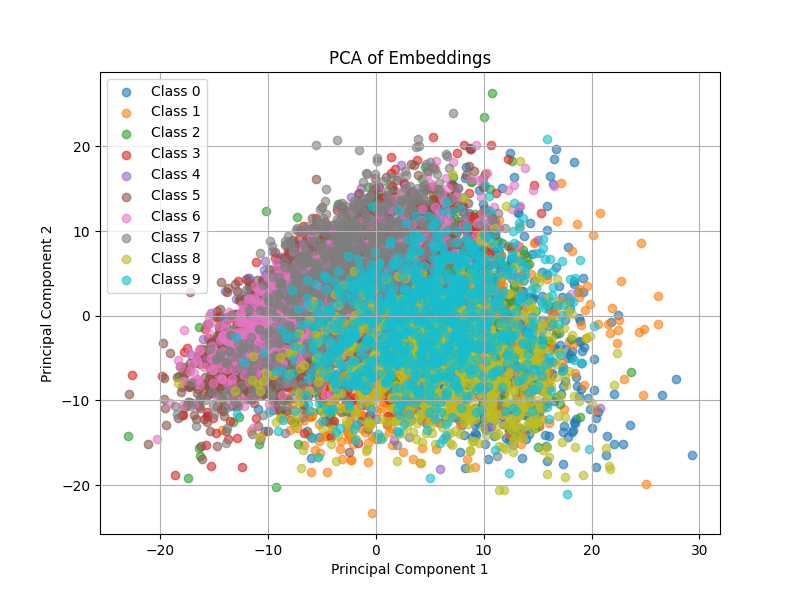 PCA of Embeddings
Class 0
Class 1
Class 2
Class 3
Class 4
Class 5
Class 6
Class 7
Class 8
Class 9
20
10
0
−10
−20
Principal Component 2
−20 −10 0 10 20 30
Principal Component 1